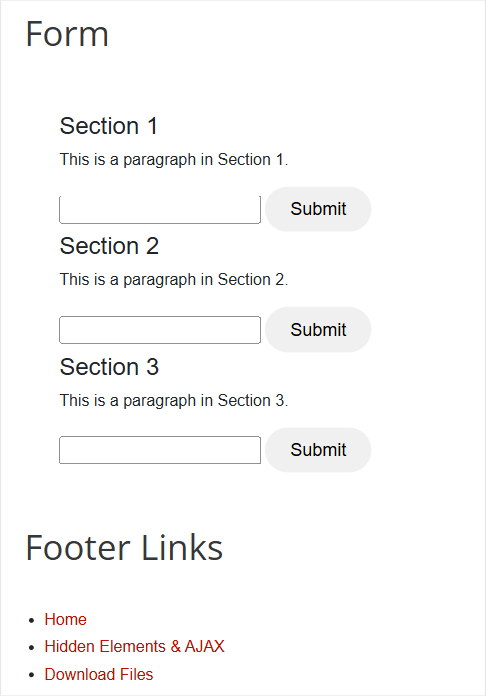 Form
Section 1
This is a paragraph in Section 1.
Submit
Section 2
This is a paragraph in Section 2.
Submit
Section 3
This is a paragraph in Section 3.
Submit
Footer Links
Home
Hidden Elements & AJAX
Download Files